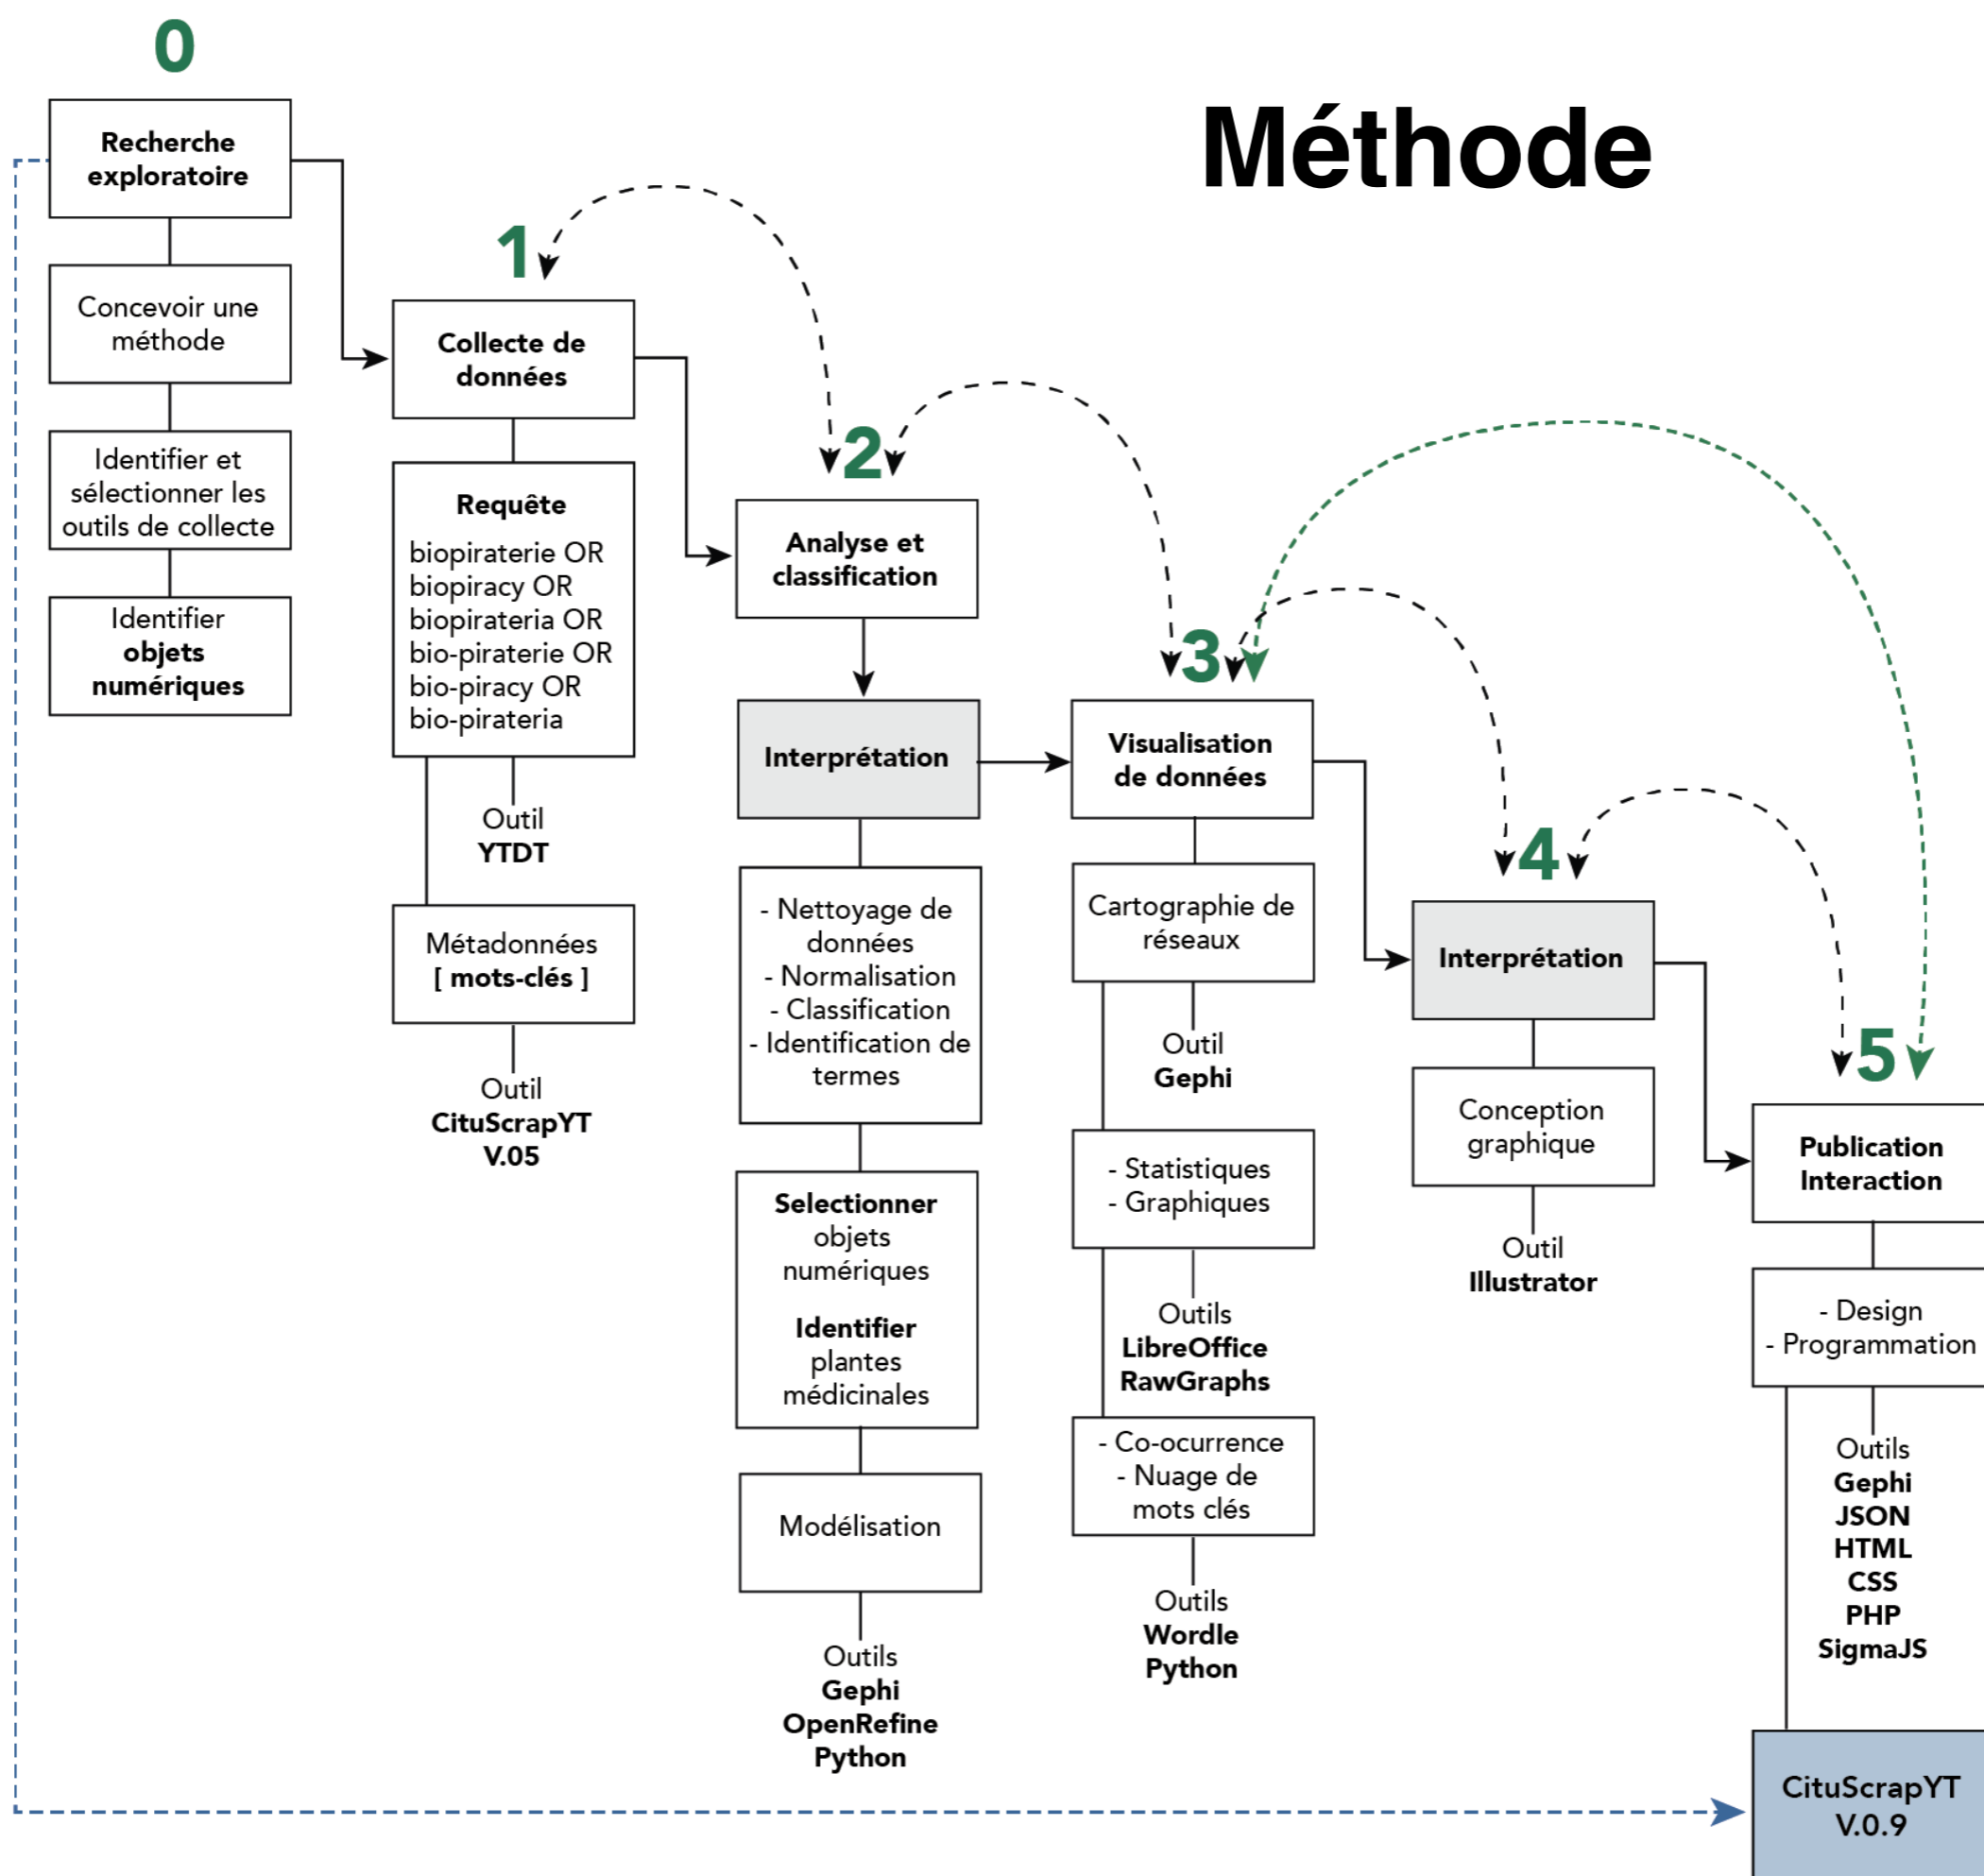 Méthode
0
Recherche
exploratoire
Concevoir une
méthode
Identifier et
sélectionner les
outils de collecte
Identifier
objets
numériques
1
Collecte de
données
Requête
biopiraterie OR
biopiracy OR
biopirateria OR
bio-piraterie OR
bio-piracy OR
bio-pirateria
Outil
YTDT
Métadonnées
[ mots-clés ]
Outil
CituScrapYT
V.05
2
Analyse et
classification
Interprétation
- Nettoyage de
données
- Normalisation
- Classification
- Identification de
termes
Selectionner
objets
numériques
Identifier
plantes
médicinales
Modélisation
Outils
Gephi
OpenRefine
Python
3
Visualisation
de données
Cartographie de
réseaux
Outil
Gephi
- Statistiques
- Graphiques
Outils
LibreOffice
RawGraphs
- Co-ocurrence
- Nuage de
mots clés
Outils
Wordle
Python
4
Interprétation
Conception
graphique
Outil
Illustrator
5
Publication
Interaction
- Design
- Programmation
Outils
Gephi
JSON
HTML
CSS
PHP
SigmaJS
CituScrapYT
V.0.9